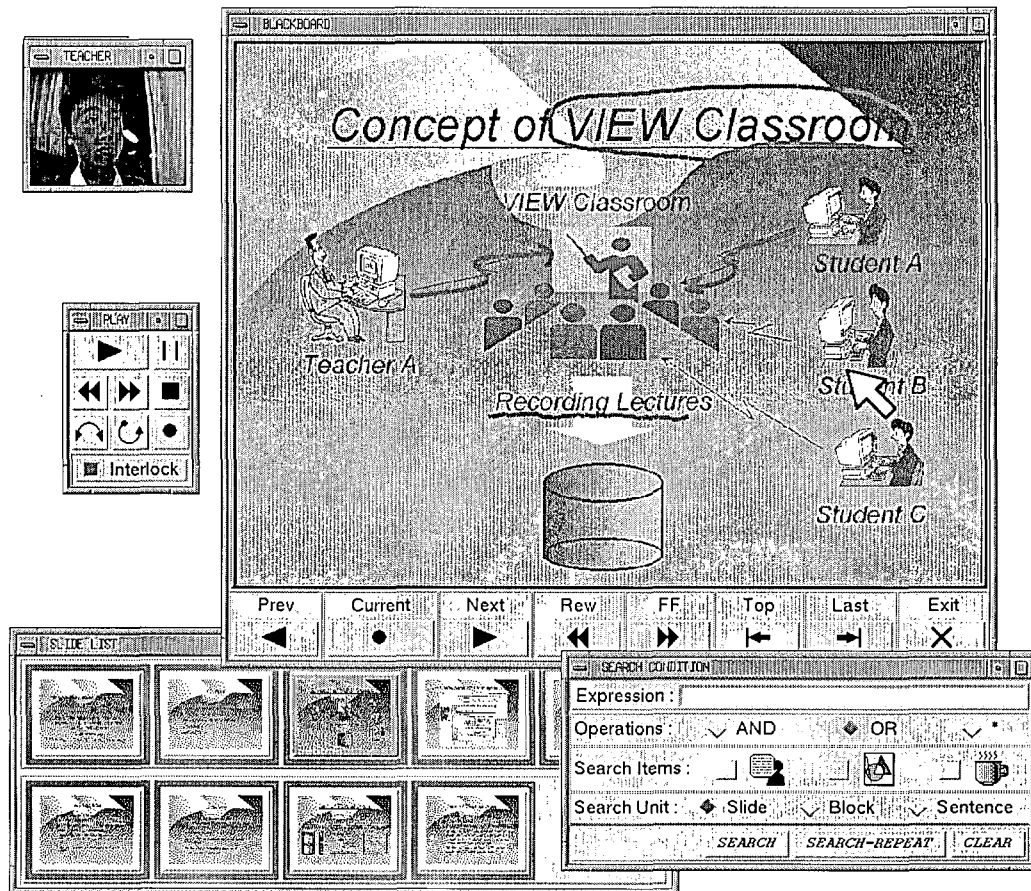 BLACKBOARD
TEACHER
Concept of VIEW Classroom
VIEW Classroom
Student A
Teacher A
Student B
Recording Lectures
Student C
PLAY
Interlock
Prev Current Next Rew FF Top Last Exit
SLIDE LIST
SEARCH CONDITION
Expression :
Operations : AND OR *
Search Items :
Search Unit : Slide Block Sentence
SEARCH SEARCH-REPEAT CLEAR